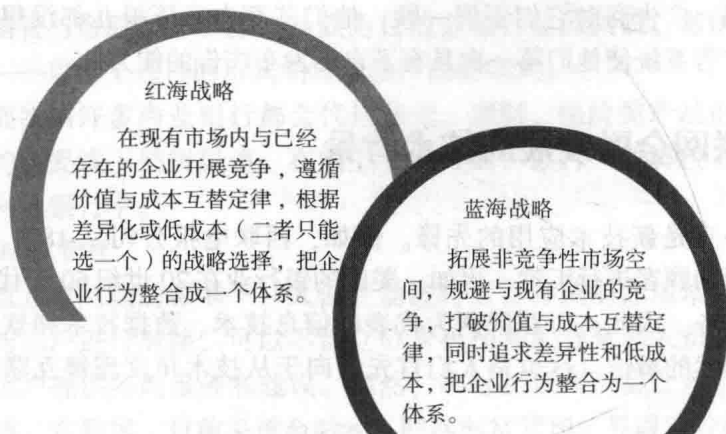 红海战略
在现有市场内与已经
存在的企业开展竞争，遵循
价值与成本互替定律，根据
差异化或低成本（二者只能
选一个）的战略选择，把企
业行为整合成一个体系。
蓝海战略
拓展非竞争性市场空
间，规避与现有企业的竞
争，打破价值与成本互替定
律，同时追求差异性和低成
本，把企业行为整合为一个
体系。